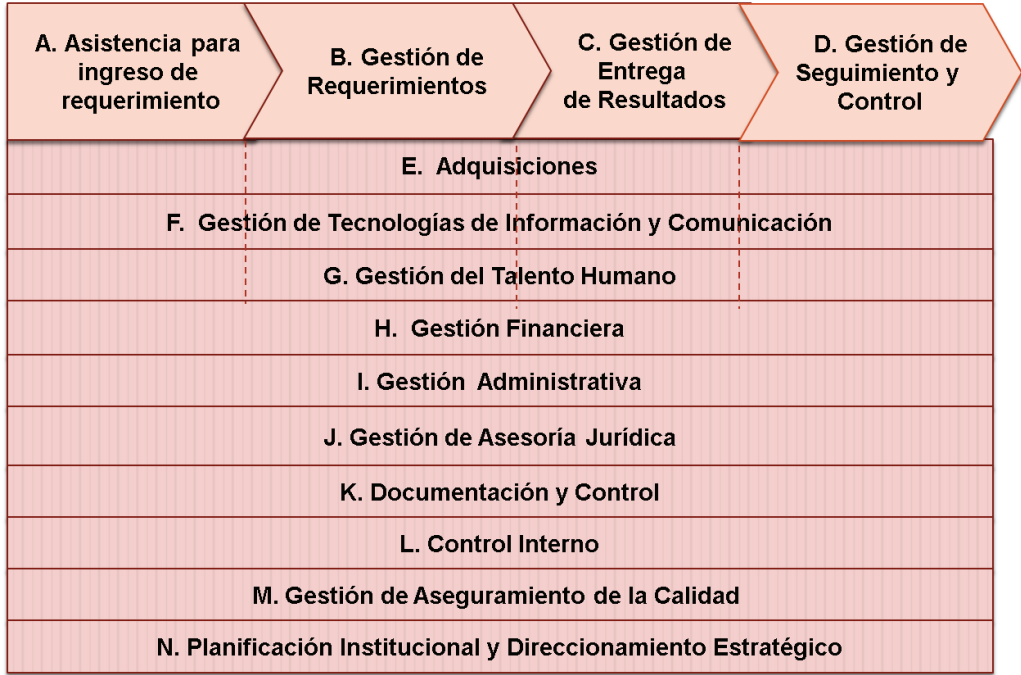 A. Asistencia para
ingreso de
requerimiento
B. Gestión de
Requerimientos
C. Gestión de
Entrega
de Resultados
D. Gestión de
Seguimiento y
Control
E. Adquisiciones
F. Gestión de Tecnologías de Información y Comunicación
G. Gestión del Talento Humano
H. Gestión Financiera
I. Gestión Administrativa
J. Gestión de Asesoría Jurídica
K. Documentación y Control
L. Control Interno
M. Gestión de Aseguramiento de la Calidad
N. Planificación Institucional y Direccionamiento Estratégico